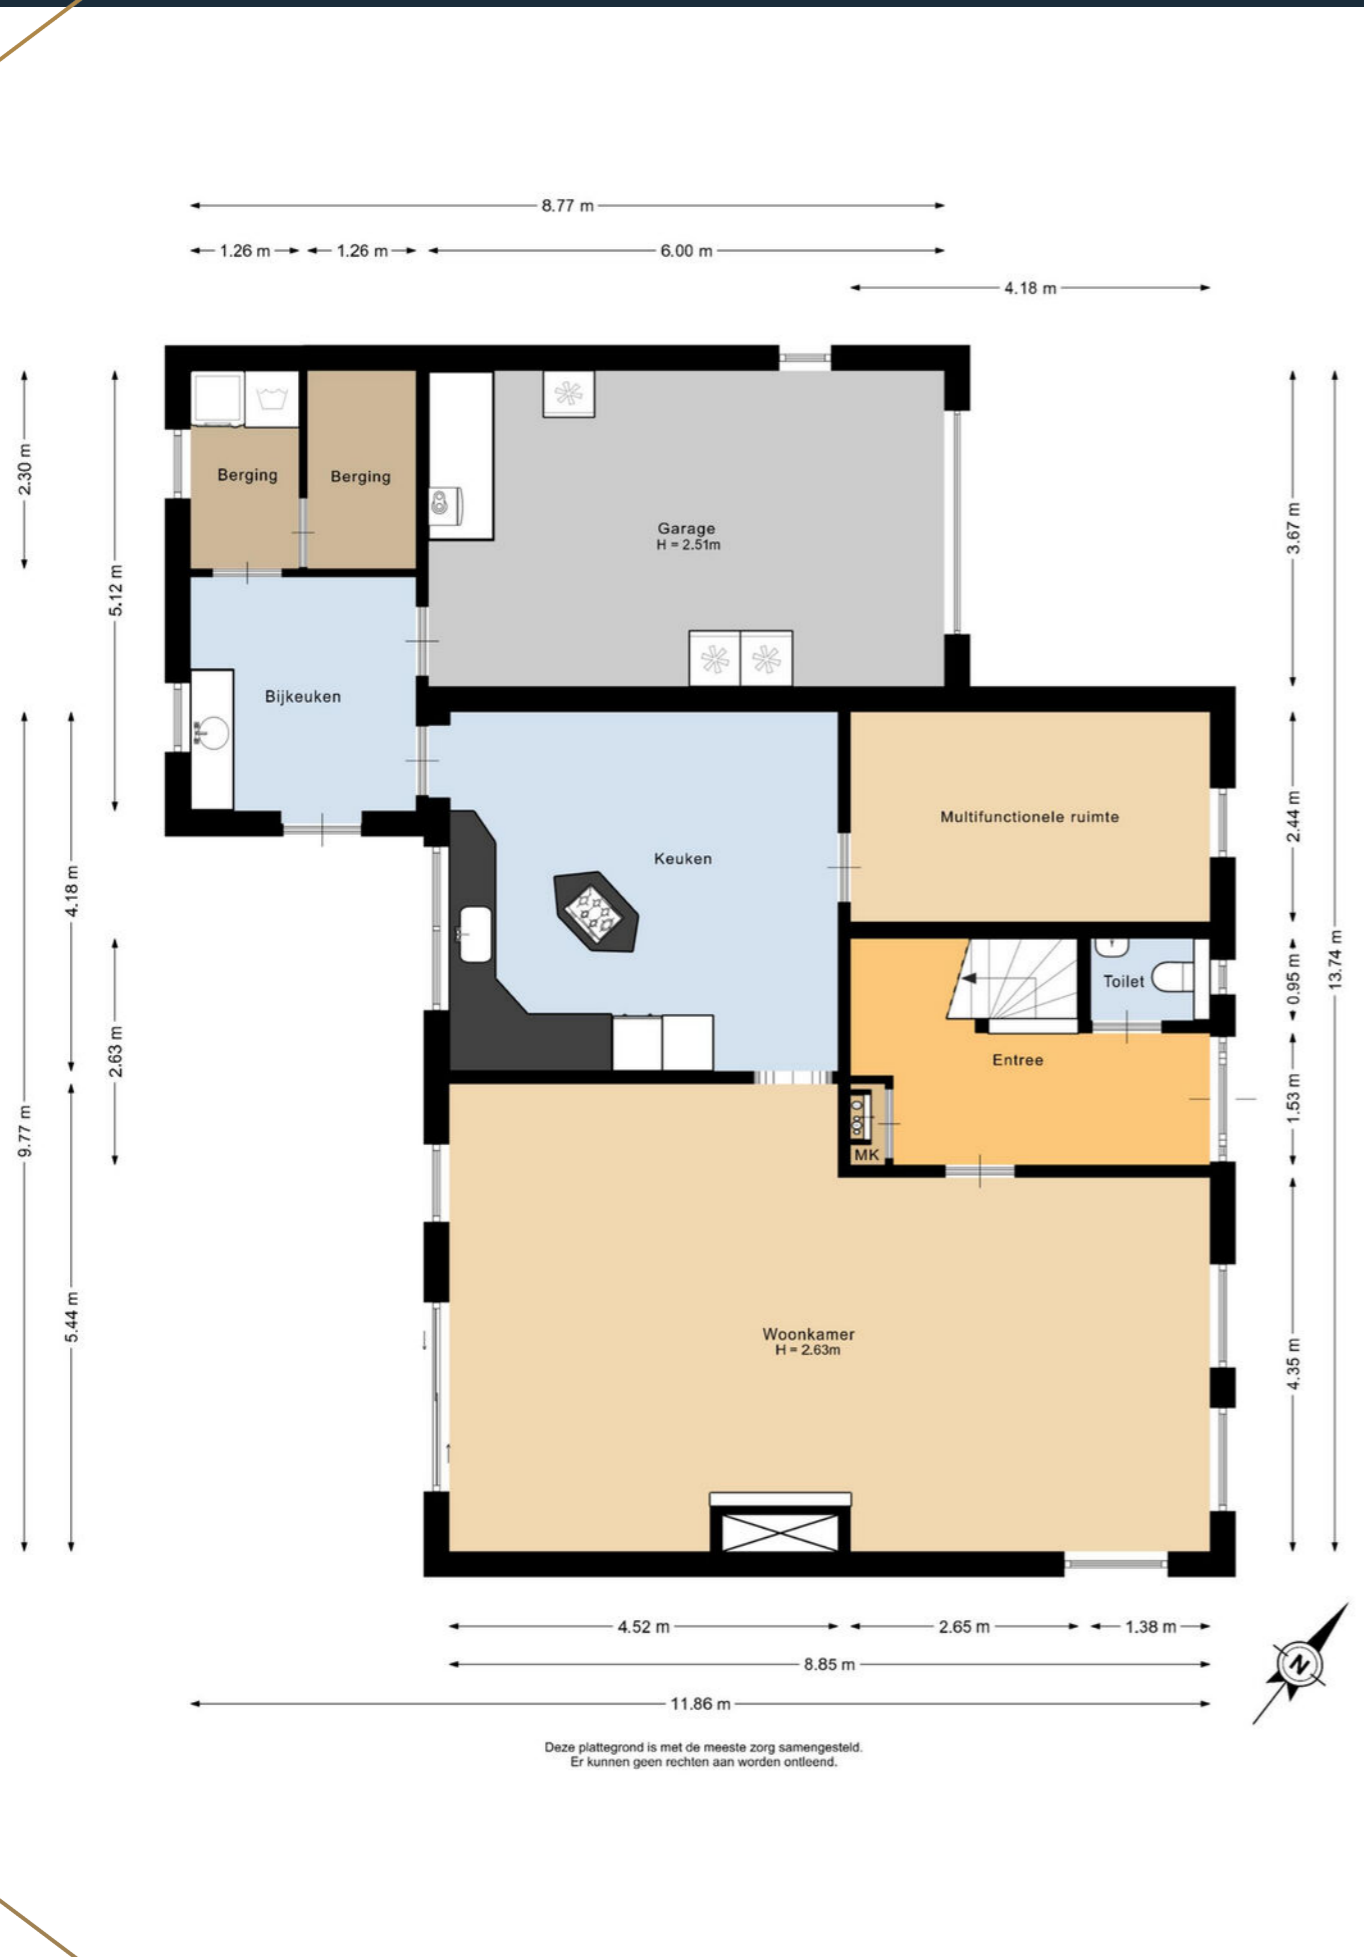 8.77 m
1.26 m
1.26 m
6.00 m
4.18 m
2.30 m
5.12 m
3.67 m
Berging
Berging
Garage
H = 2.51m
Bijkeuken
Keuken
Multifunctionele ruimte
2.44 m
4.18 m
13.74 m
0.95 m
Toilet
2.63 m
Entree
1.53 m
9.77 m
MK
5.44 m
Woonkamer
H = 2.63m
4.35 m
4.52 m
2.65 m
1.38 m
8.85 m
11.86 m
N
Deze plattegrond is met de meeste zorg samengesteld.
Er kunnen geen rechten aan worden ontleend.